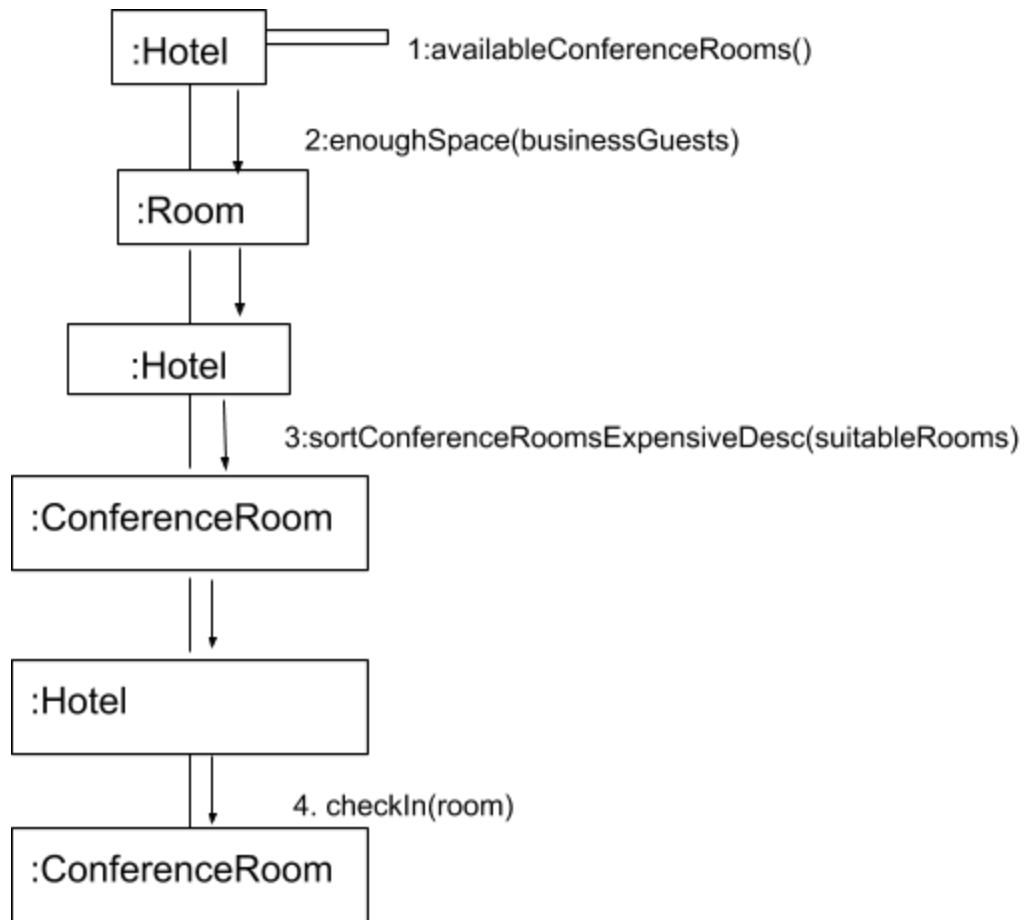 :Hotel
1:availableConferenceRooms()
2:enoughSpace(businessGuests)
:Room
:Hotel
3:sortConferenceRoomsExpensiveDesc(suitableRooms)
:ConferenceRoom
:Hotel
4. checkIn(room)
:ConferenceRoom